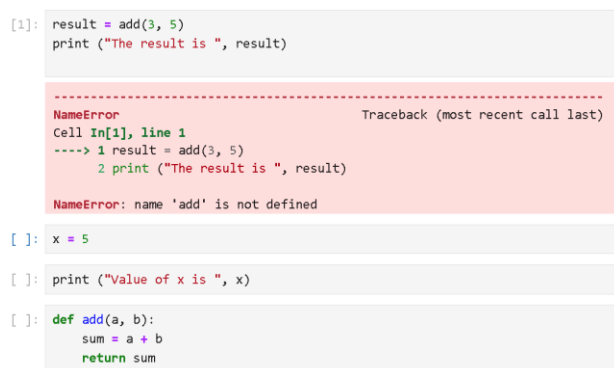 [1]: result = add(3, 5)
print ("The result is ", result)
---------------------------------------------------------------------------
NameError                                 Traceback (most recent call last)
Cell In[1], line 1
----> 1 result = add(3, 5)
      2 print ("The result is ", result)
NameError: name 'add' is not defined
[ ]: x = 5
[ ]: print ("Value of x is ", x)
[ ]: def add(a, b):
    sum = a + b
    return sum